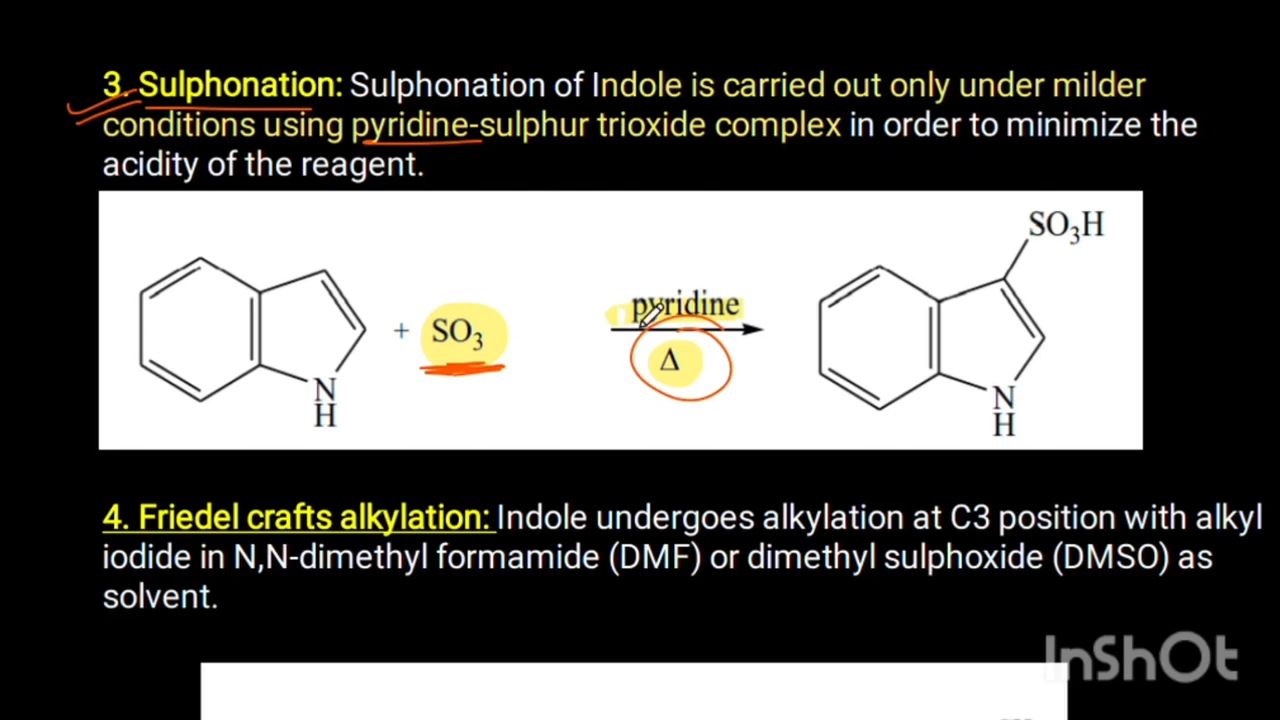 3. Sulphonation: Sulphonation of Indole is carried out only under milder
conditions using pyridine-sulphur trioxide complex in order to minimize the
acidity of the reagent.
SO₃H
pyridine
+ SO₃
Δ
N
H
N
H
4. Friedel crafts alkylation: Indole undergoes alkylation at C3 position with alkyl
iodide in N,N-dimethyl formamide (DMF) or dimethyl sulphoxide (DMSO) as
solvent.
InShOt